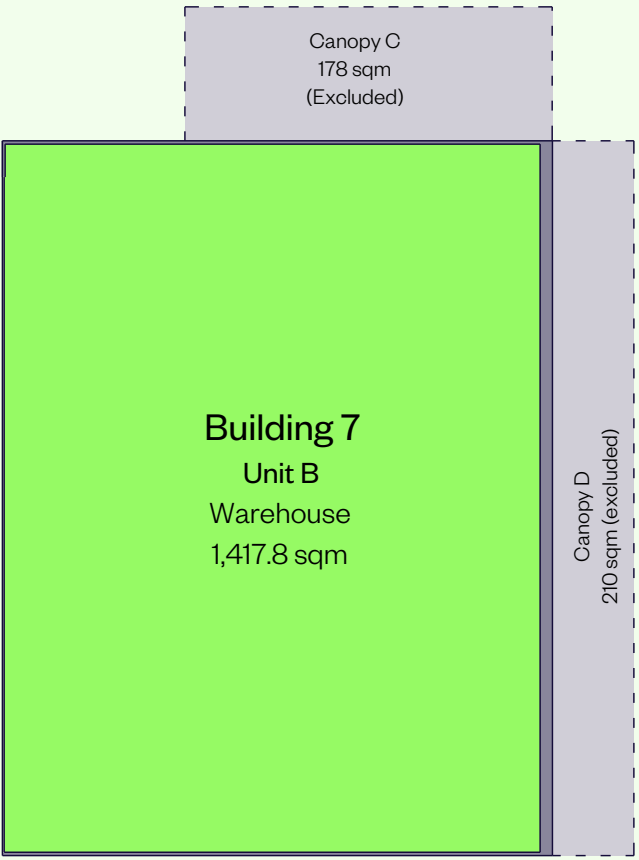 Canopy C
178 sqm
(Excluded)
Building 7
Unit B
Warehouse
1,417.8 sqm
Canopy D
210 sqm (excluded)